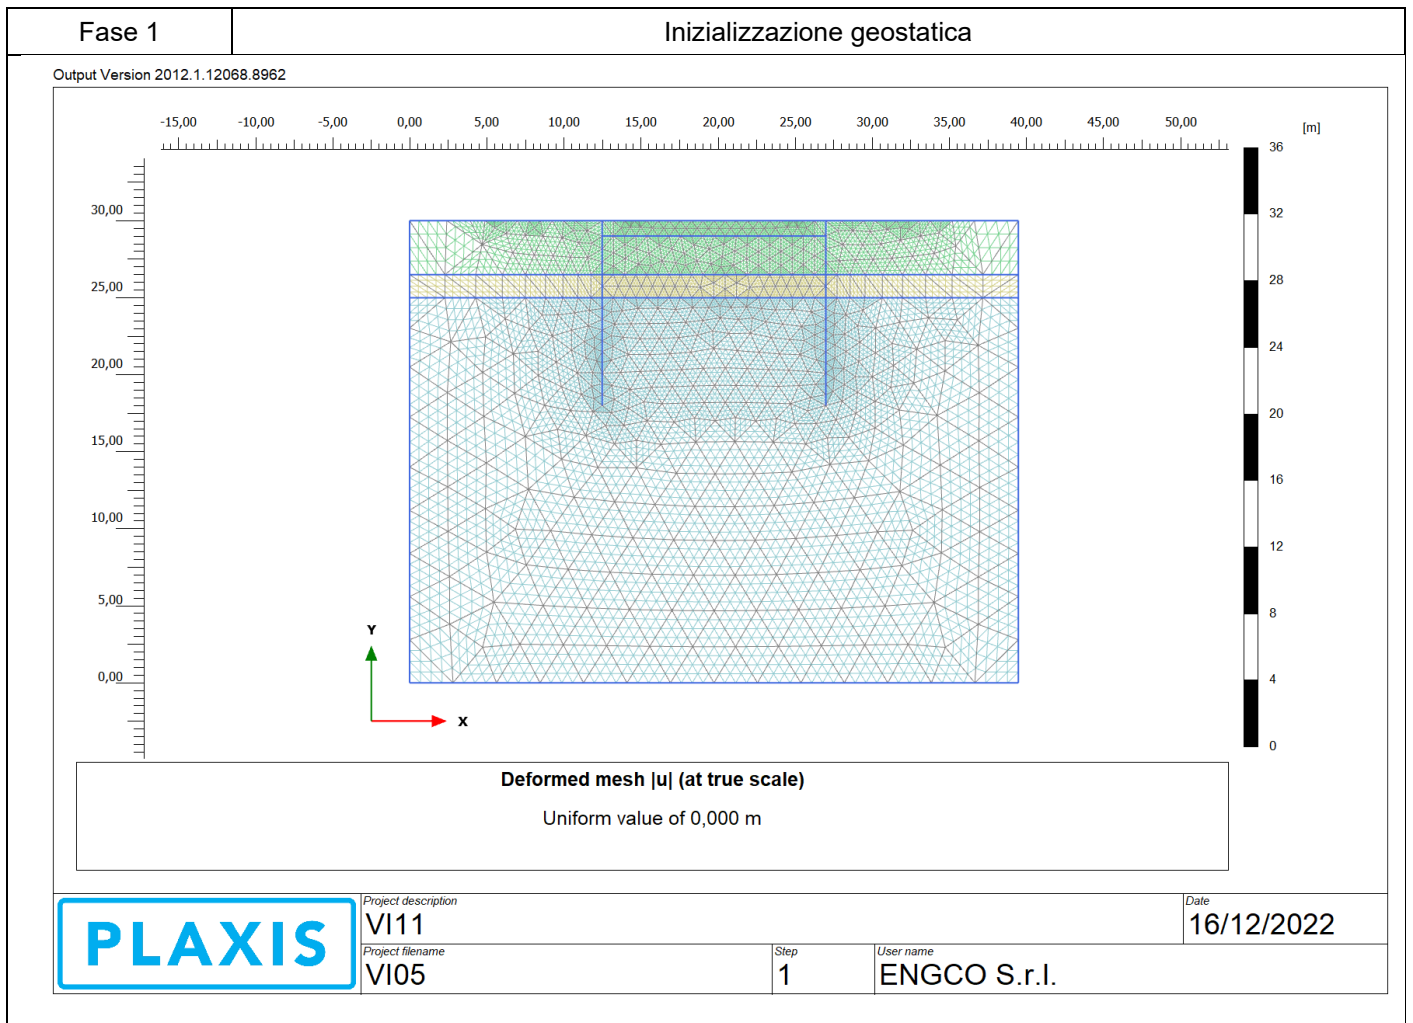 Fase 1
Inizializzazione geostatica
Output Version 2012.1.12068.8962
-15,00 -10,00 -5,00 0,00 5,00 10,00 15,00 20,00 25,00 30,00 35,00 40,00 45,00 50,00
[m]
36
32
28
24
20
16
12
8
4
0
30,00
25,00
20,00
15,00
10,00
5,00
0,00
Y
X
Deformed mesh |u| (at true scale)
Uniform value of 0,000 m
PLAXIS
Project description
VI11
Date
16/12/2022
Project filename
VI05
Step
1
User name
ENGCO S.r.l.